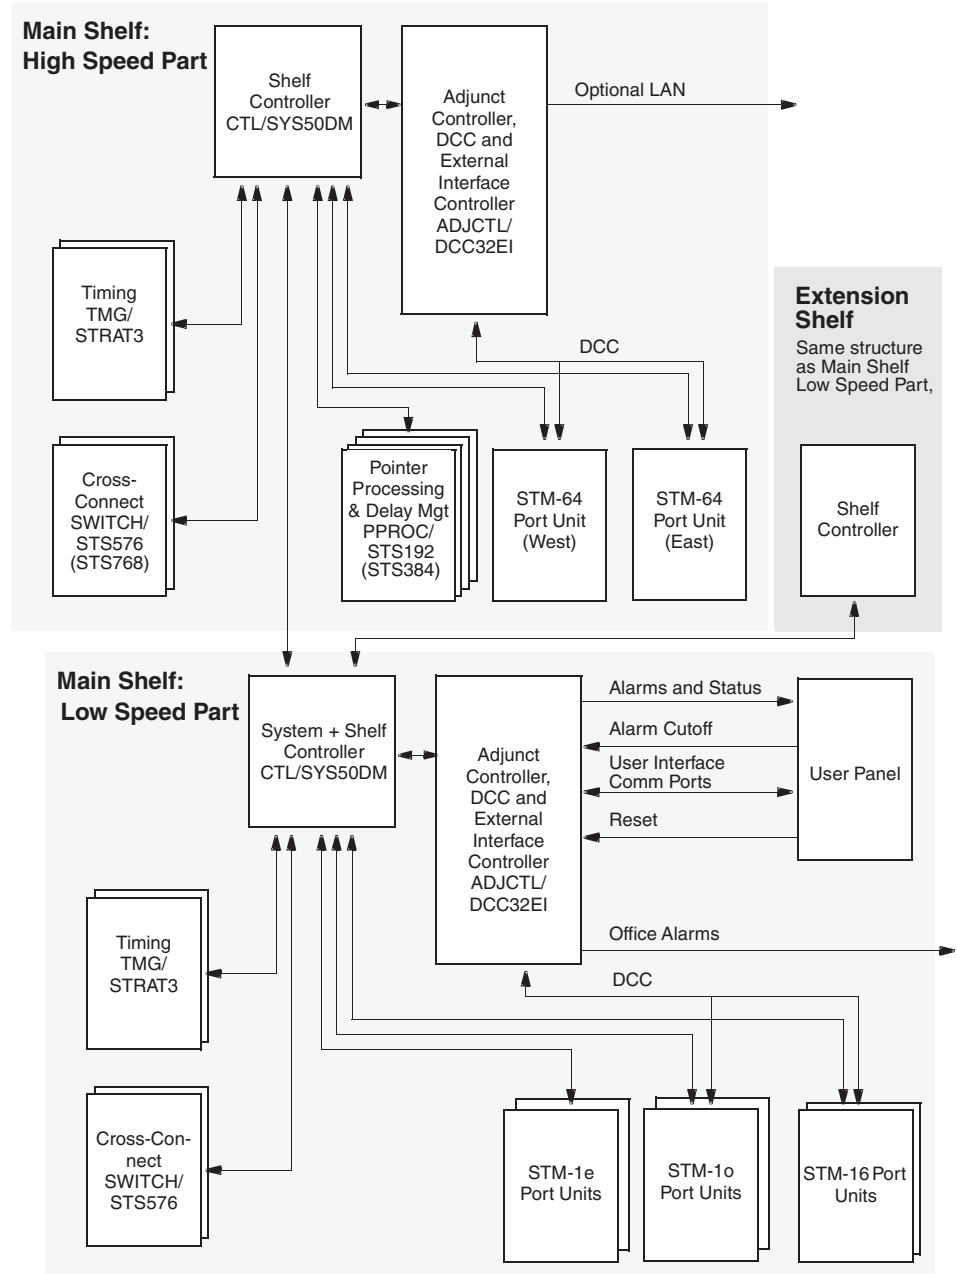 Main Shelf:
High Speed Part
Shelf
Controller
CTL/SYS50DM
Adjunct
Controller,
DCC and
External
Interface
Controller
ADJCTL/
DCC32EI
Optional LAN
Timing
TMG/
STRAT3
DCC
Cross-
Connect
SWITCH/
STS576
(STS768)
Pointer
Processing
& Delay Mgt
PPROC/
STS192
(STS384)
STM-64
Port Unit
(West)
STM-64
Port Unit
(East)
Extension
Shelf
Same structure
as Main Shelf
Low Speed Part,
Shelf
Controller
Main Shelf:
Low Speed Part
System + Shelf
Controller
CTL/SYS50DM
Adjunct
Controller,
DCC and
External
Interface
Controller
ADJCTL/
DCC32EI
Alarms and Status
Alarm Cutoff
User Interface
Comm Ports
Reset
User Panel
Office Alarms
DCC
Timing
TMG/
STRAT3
Cross-Con-
nect
SWITCH/
STS576
STM-1e
Port Units
STM-1o
Port Units
STM-16 Port
Units